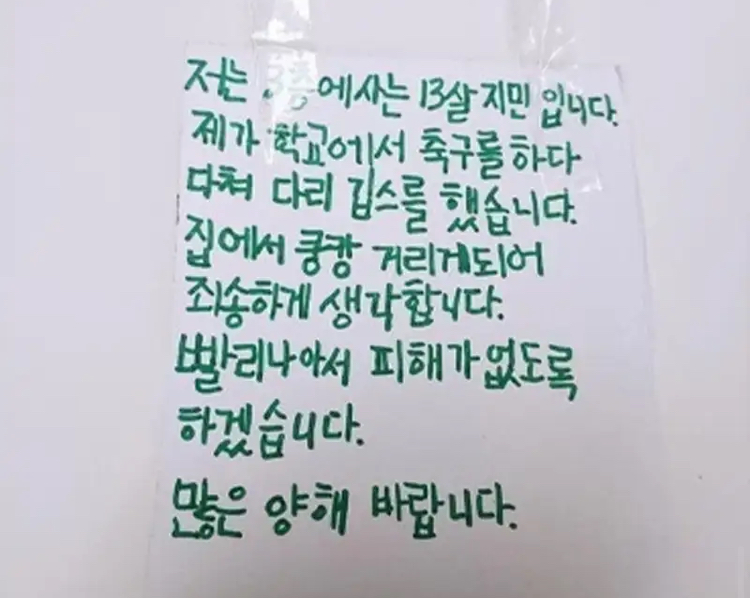 저는 3층에사는 13살 지민 입니다.
제가 학교에서 축구를 하다
다쳐 다리 깁스를 했습니다.
집에서 쿵캉 거리게되어
죄송하게 생각합니다.
빨리나아서 피해가 없도록
하겠습니다.
많은 양해 바랍니다.